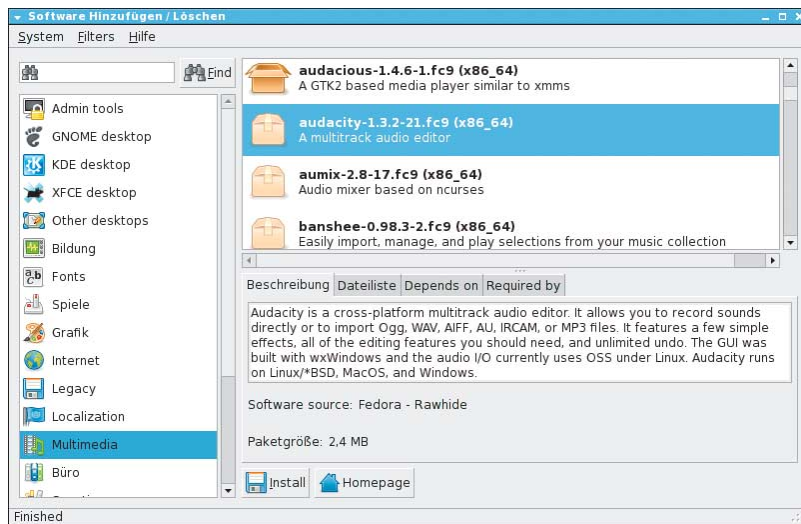 Software Hinzufügen / Löschen
System Filters Hilfe
Find
Admin tools
GNOME desktop
KDE desktop
XFCE desktop
Other desktops
Bildung
Fonts
Spiele
Grafik
Internet
Legacy
Localization
Multimedia
Büro
audacious-1.4.6-1.fc9 (x86_64)
A GTK2 based media player similar to xmms
audacity-1.3.2-21.fc9 (x86_64)
A multitrack audio editor
aumix-2.8-17.fc9 (x86_64)
Audio mixer based on ncurses
banshee-0.98.3-2.fc9 (x86_64)
Easily import, manage, and play selections from your music collection
Beschreibung Dateiliste Depends on Required by
Audacity is a cross-platform multitrack audio editor. It allows you to record sounds
directly or to import Ogg, WAV, AIFF, AU, IRCAM, or MP3 files. It features a few simple
effects, all of the editing features you should need, and unlimited undo. The GUI was
built with wxWindows and the audio I/O currently uses OSS under Linux. Audacity runs
on Linux/*BSD, MacOS, and Windows.
Software source: Fedora - Rawhide
Paketgröße: 2,4 MB
Install Homepage
Finished